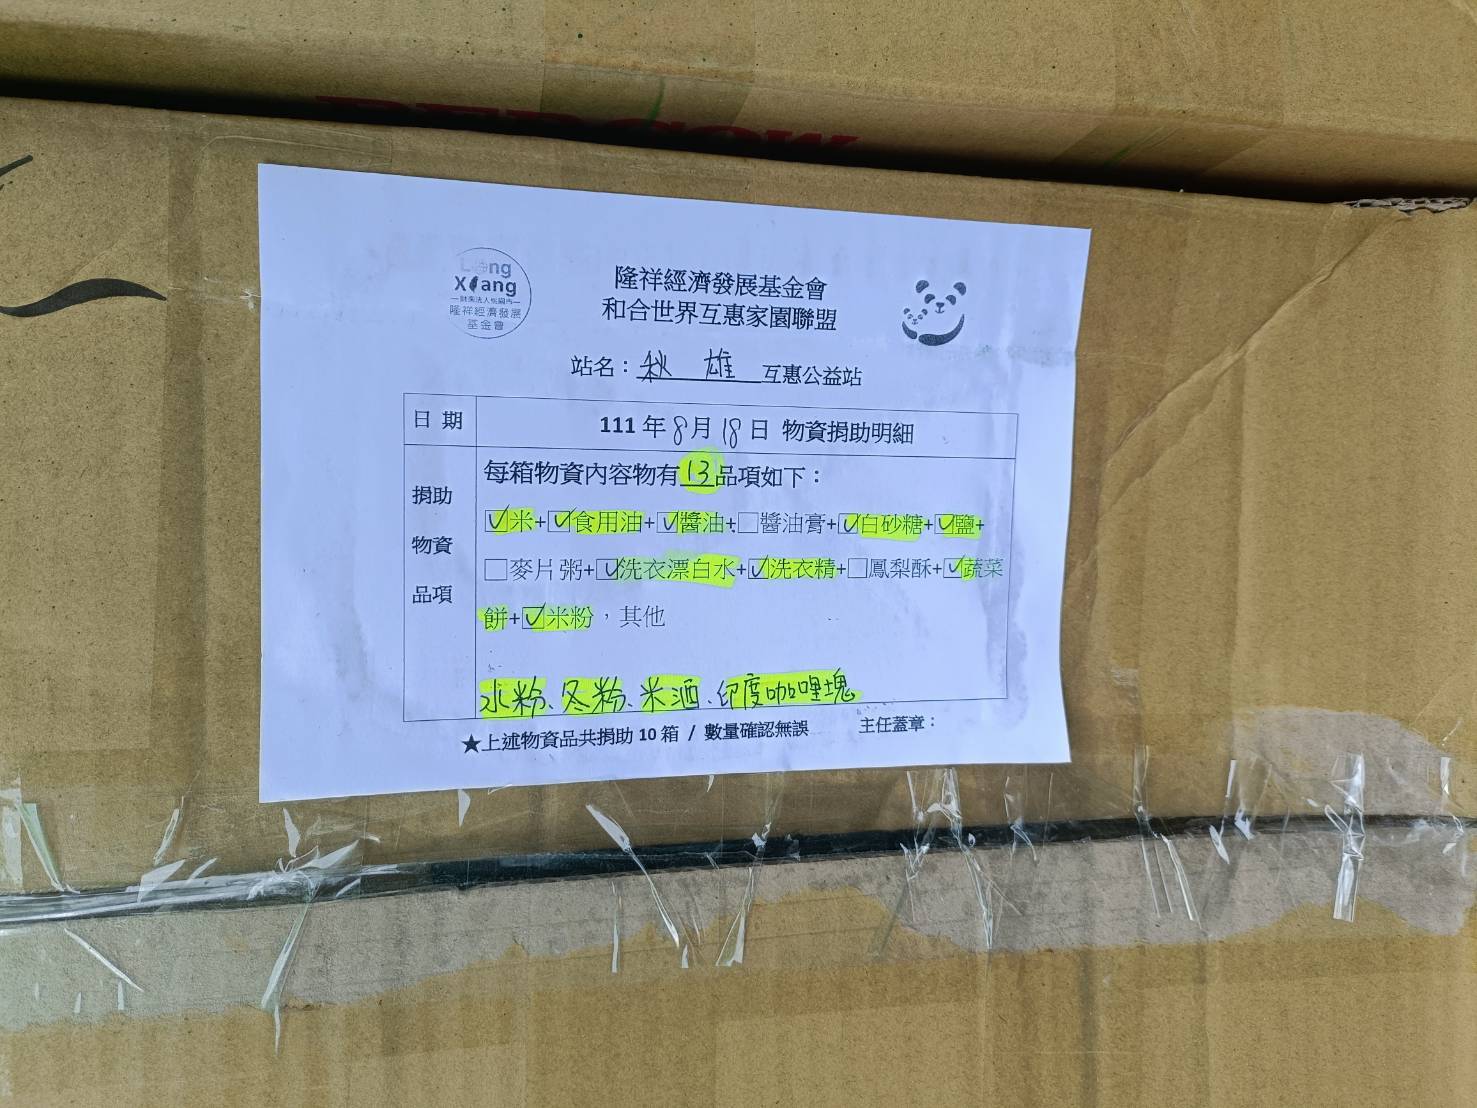 Long
Xiang
財團法人桃園市
隆祥經濟發展
基金會
隆祥經濟發展基金會
和合世界互惠家園聯盟
站名：秋 雄 互惠公益站
日 期
111 年 8 月 18 日 物資捐助明細
捐助
物資
品項
每箱物資內容物有 13 品項如下：
☑米+☑食用油+☑醬油+□醬油膏+☑白砂糖+☑鹽+
□麥片粥+☑洗衣漂白水+☑洗衣精+□鳳梨酥+☑蔬菜
餅+☑米粉，其他
水粉、冬粉、米酒、印度咖哩塊
★上述物資品共捐助 10 箱 / 數量確認無誤 主任蓋章：